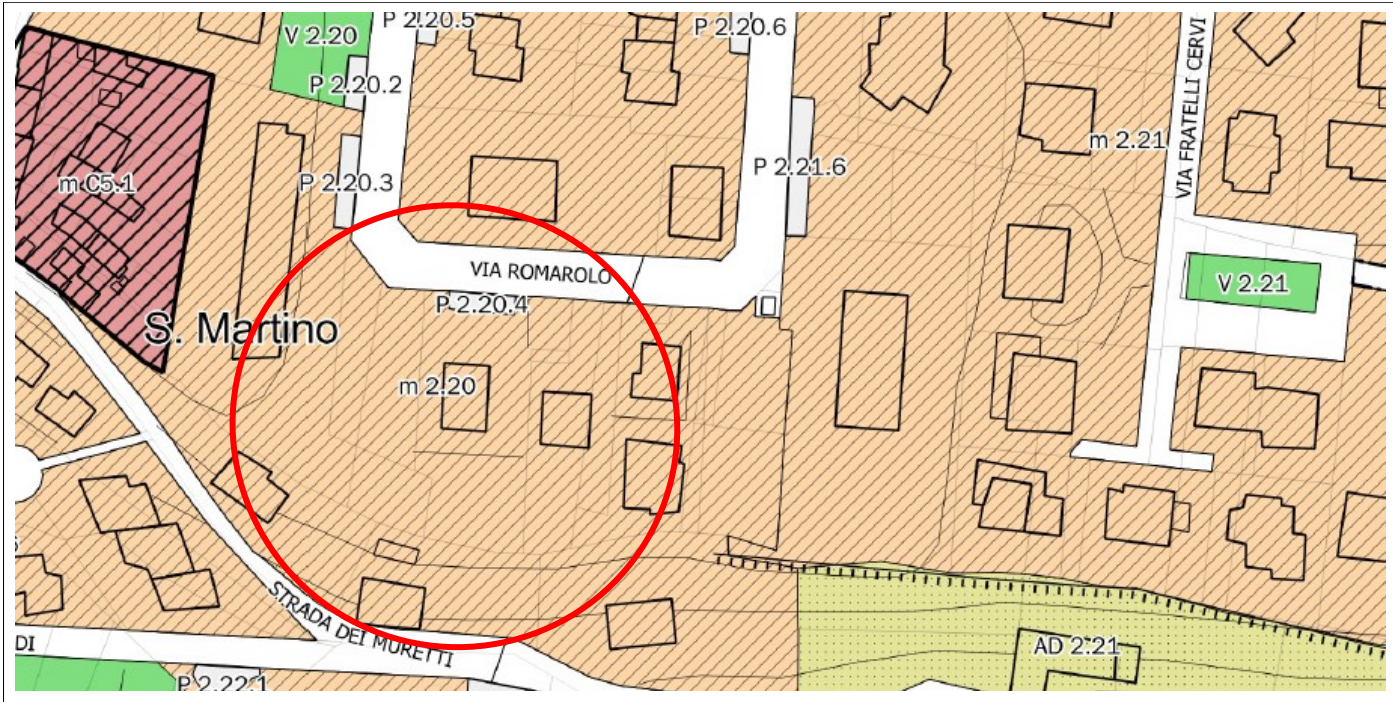 P 2.20.5
P 2.20.6
V 2.20
P 2.20.2
VIA FRATELLI CERVI
m 2.21
P 2.21.6
P 2.20.3
m C5.1
VIA ROMAROLO
V 2.21
P 2.20.4
S. Martino
m 2.20
STRADA DEI MURETTI
DI
AD 2.21
P 2.22.1